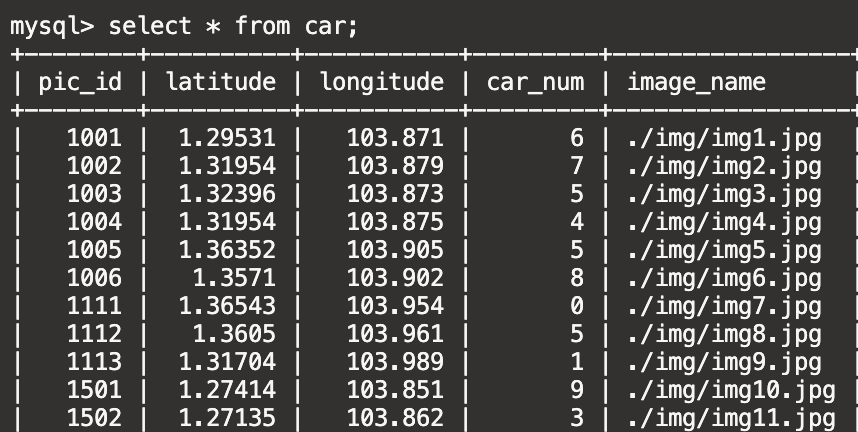 mysql> select * from car;
+--------+----------+-----------+---------+-----------------
| pic_id | latitude | longitude | car_num | image_name
+--------+----------+-----------+---------+-----------------
| 1001 | 1.29531 | 103.871 | 6 | ./img/img1.jpg
| 1002 | 1.31954 | 103.879 | 7 | ./img/img2.jpg
| 1003 | 1.32396 | 103.873 | 5 | ./img/img3.jpg
| 1004 | 1.31954 | 103.875 | 4 | ./img/img4.jpg
| 1005 | 1.36352 | 103.905 | 5 | ./img/img5.jpg
| 1006 | 1.3571 | 103.902 | 8 | ./img/img6.jpg
| 1111 | 1.36543 | 103.954 | 0 | ./img/img7.jpg
| 1112 | 1.3605 | 103.961 | 5 | ./img/img8.jpg
| 1113 | 1.31704 | 103.989 | 1 | ./img/img9.jpg
| 1501 | 1.27414 | 103.851 | 9 | ./img/img10.jpg
| 1502 | 1.27135 | 103.862 | 3 | ./img/img11.jpg